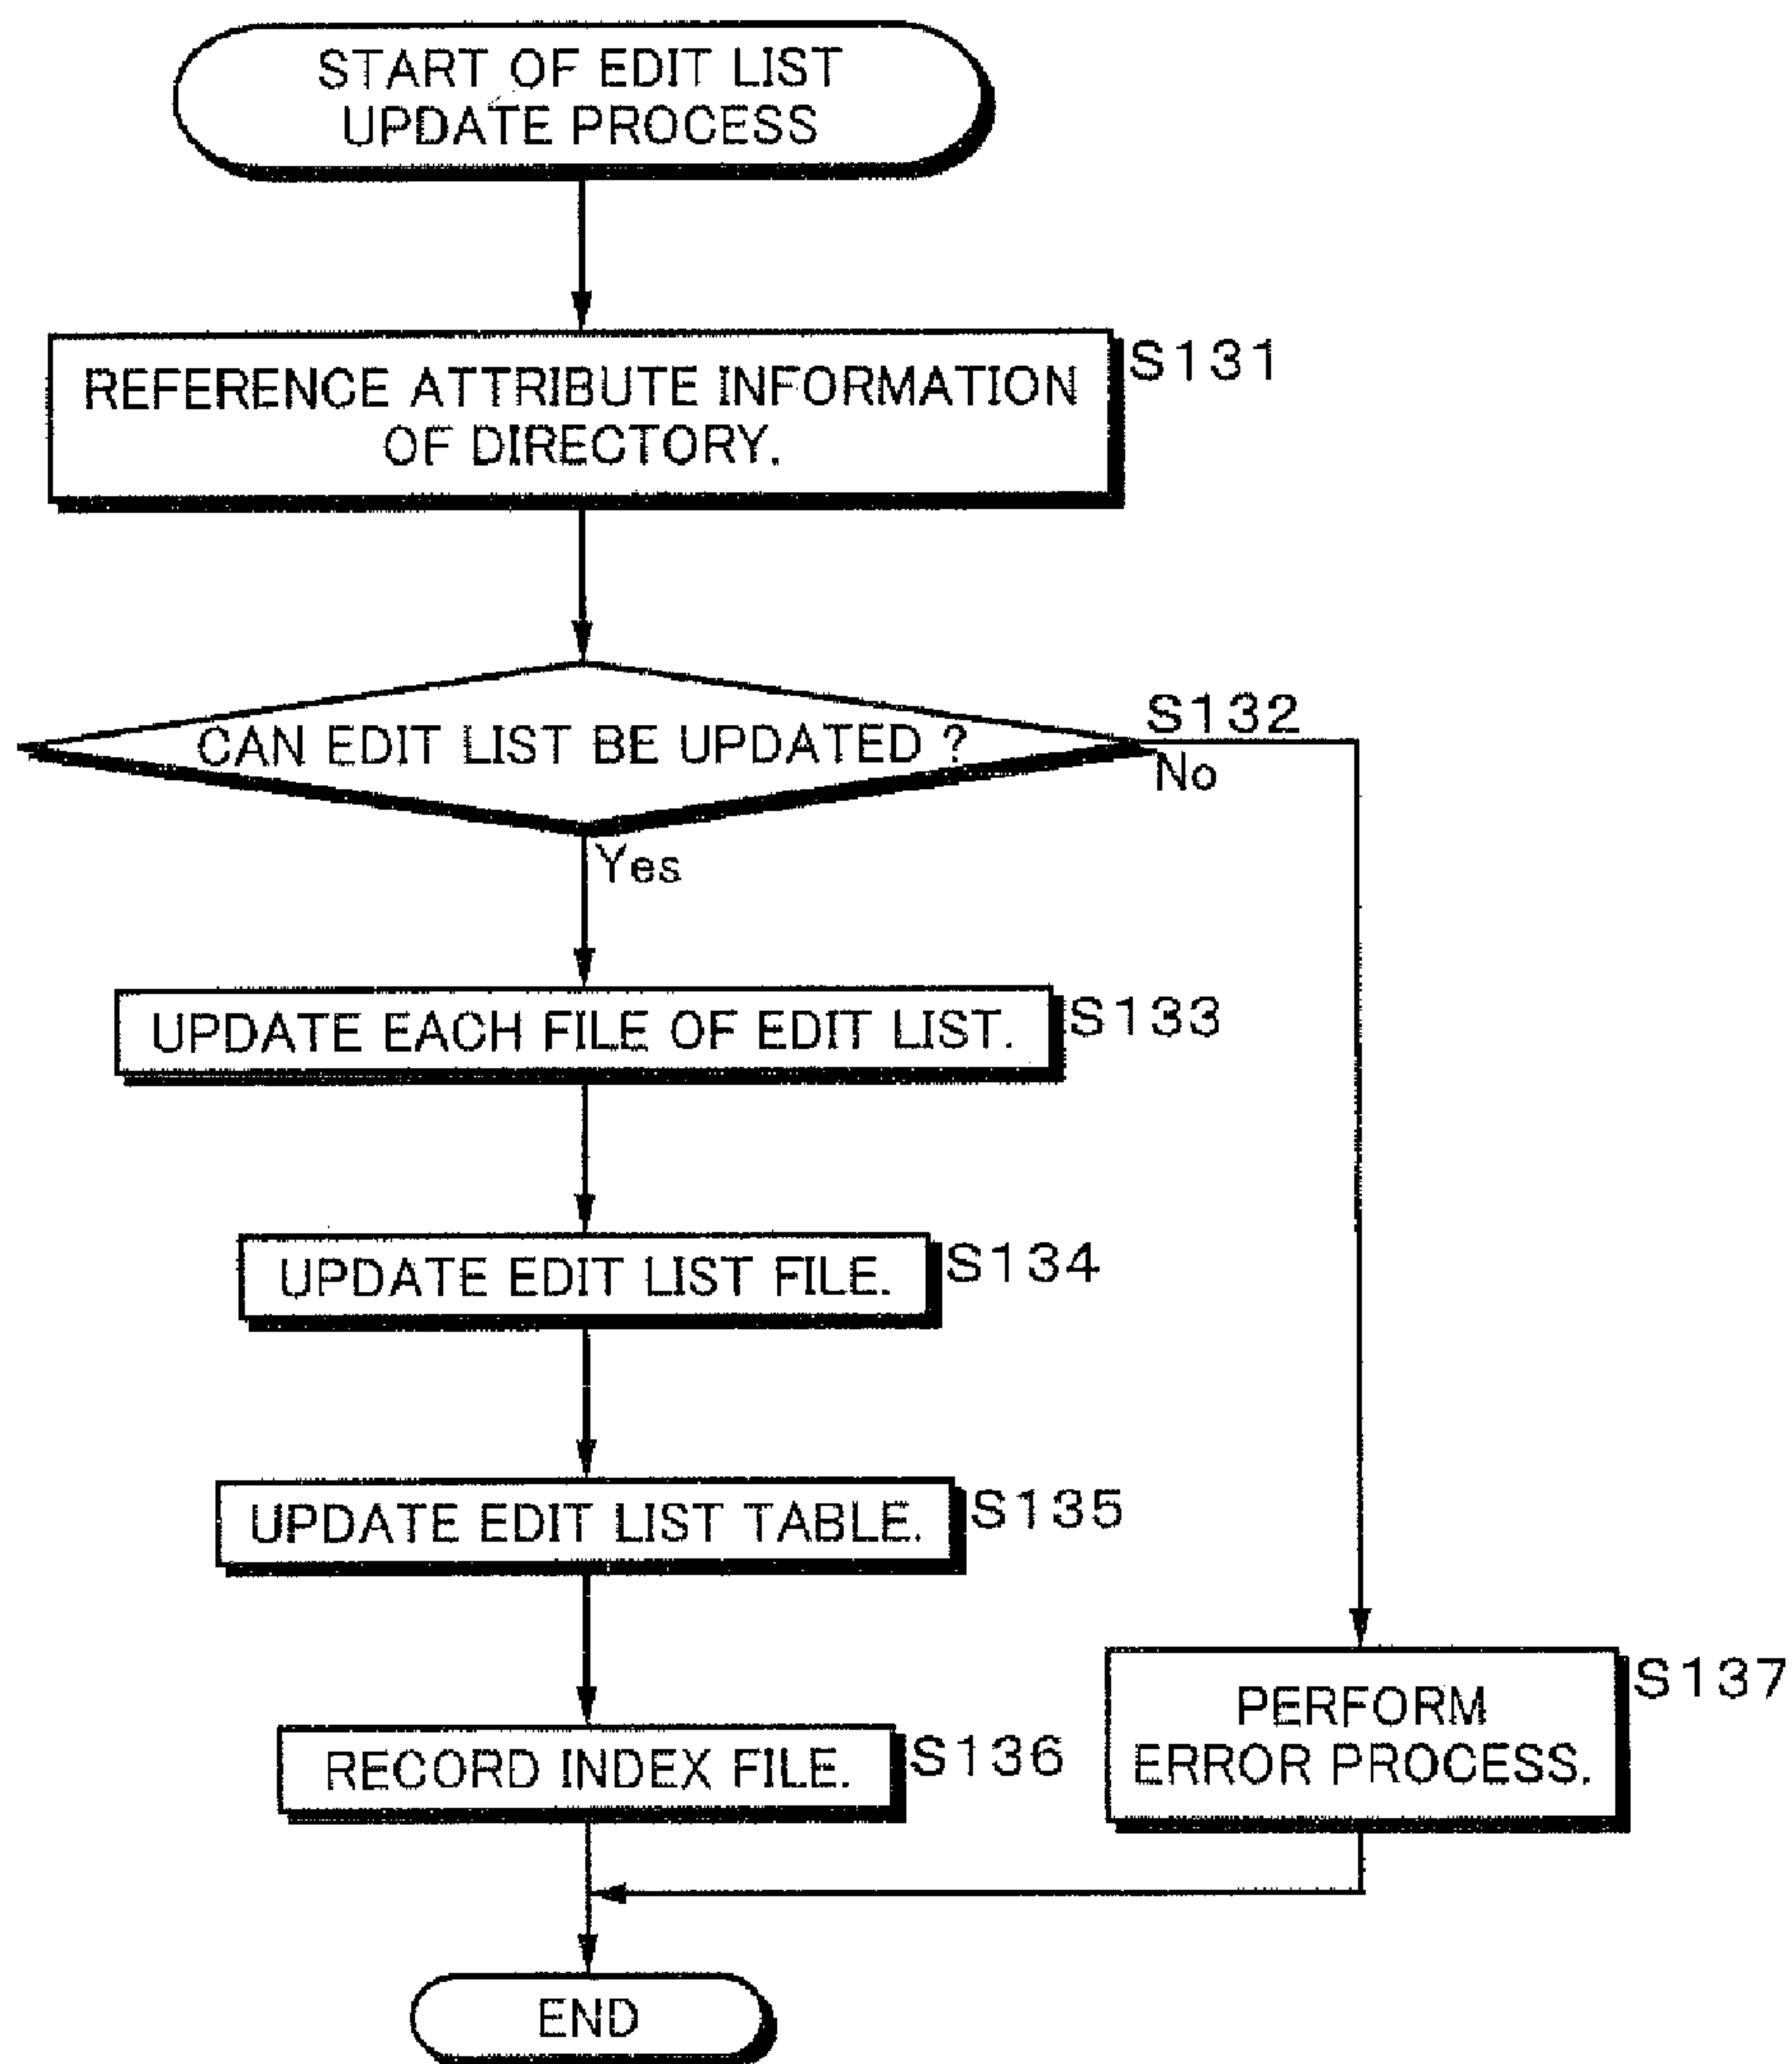 START OF EDIT LIST
UPDATE PROCESS
S131
REFERENCE ATTRIBUTE INFORMATION
OF DIRECTORY.
S132
CAN EDIT LIST BE UPDATED ?
No
Yes
UPDATE EACH FILE OF EDIT LIST.
S133
UPDATE EDIT LIST FILE.
S134
UPDATE EDIT LIST TABLE.
S135
RECORD INDEX FILE.
S136
PERFORM
ERROR PROCESS.
S137
END